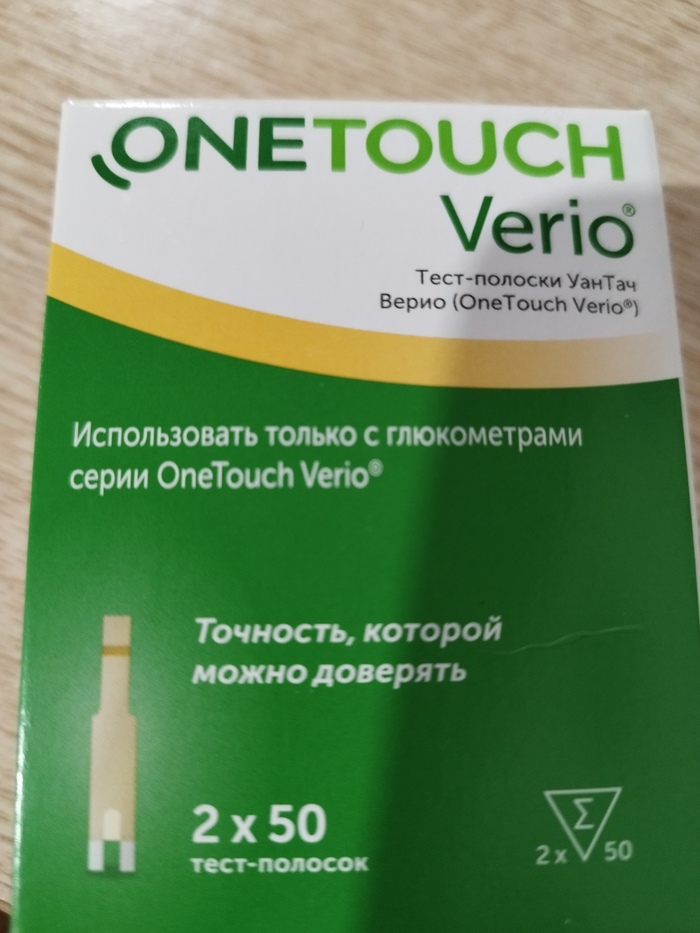 ONETOUCH
Verio®
Тест-полоски УанТач
Верио (OneTouch Verio®)
Использовать только с глюкометрами
серии OneTouch Verio®
Точность, которой
можно доверять
2 x 50
тест-полосок
Σ
2 x 50